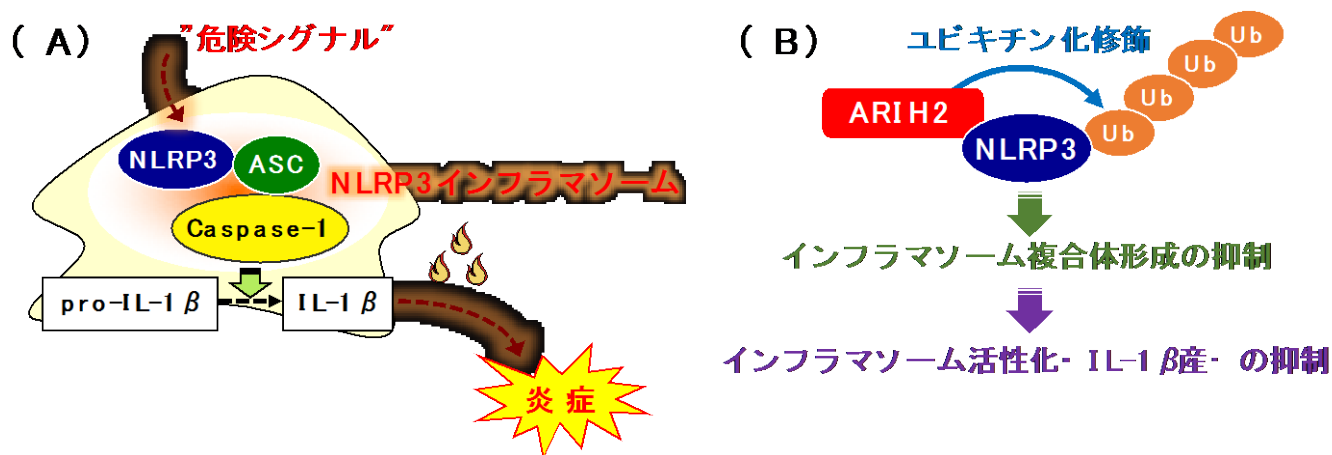 (A)
"危険シグナル"
NLRP3
ASC
NLRP3インフラマソーム
Caspase-1
pro-IL-1β
IL-1β
炎症
(B)
ユビキチン化修飾
ARIH2
NLRP3
Ub
Ub
Ub
Ub
インフラマソーム複合体形成の抑制
インフラマソーム活性化- IL-1β産- の抑制